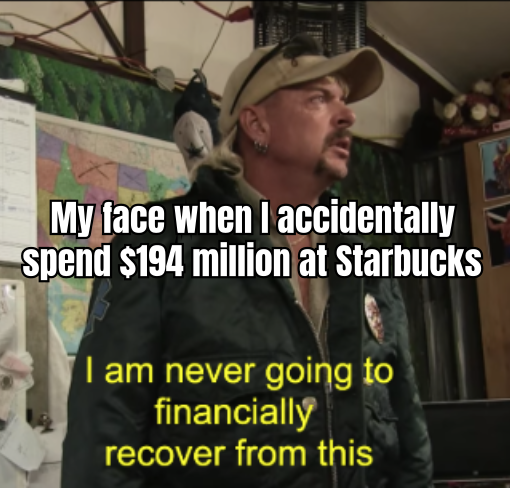 My face when I accidentally
spend $194 million at Starbucks
I am never going to
financially
recover from this